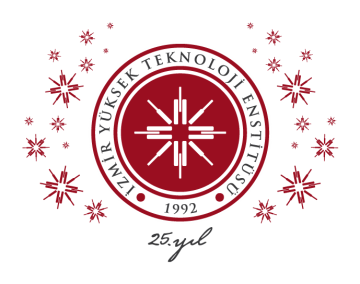 İZMİR YÜKSEK TEKNOLOJİ ENSTİTÜSÜ
1992
25.yıl